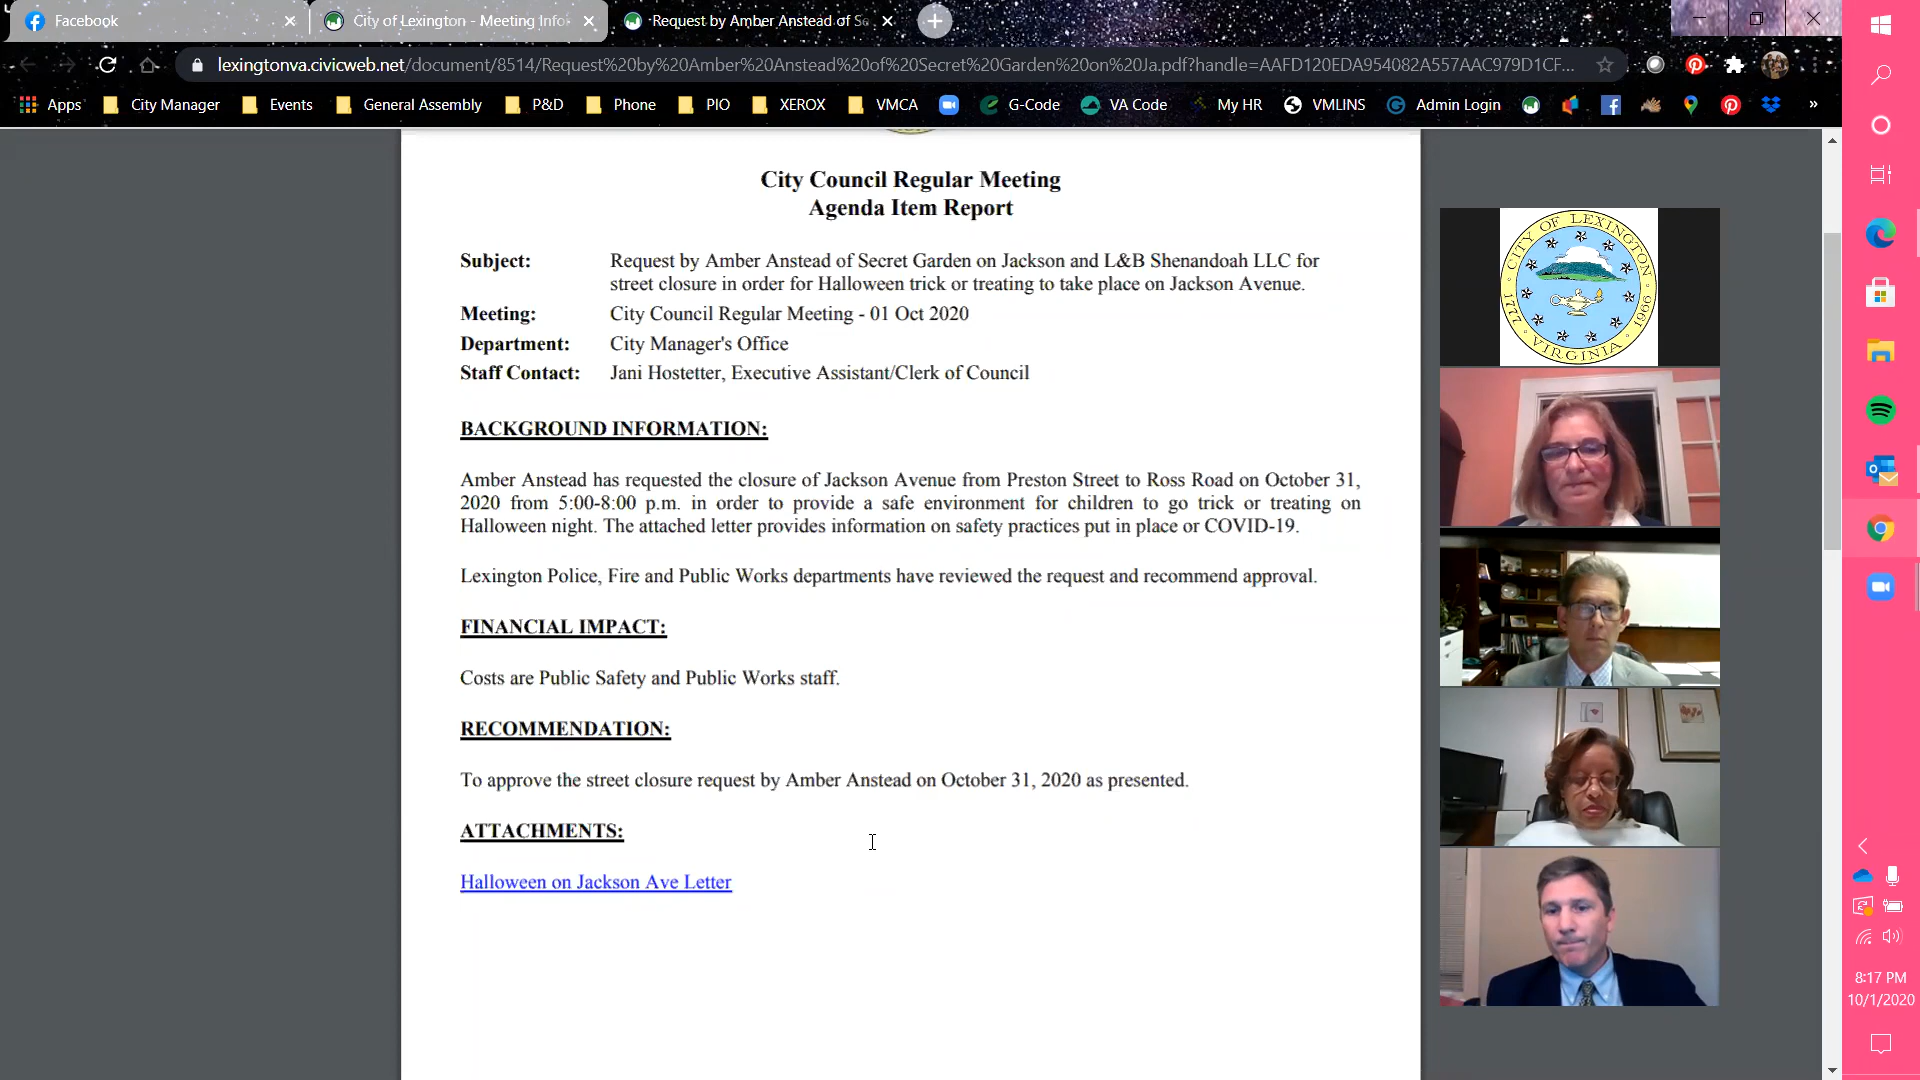 Facebook
City of Lexington - Meeting Info
Request by Amber Anstead of Se
lexingtonva.civicweb.net/document/8514/Request%20by%20Amber%20Anstead%20of%20Secret%20Garden%20on%20Ja.pdf?handle=AAFD120EDA954082A557AAC979D1CF...
Apps City Manager Events General Assembly P&D Phone PIO XEROX VMCA G-Code VA Code My HR VMLINS Admin Login »
City Council Regular Meeting
Agenda Item Report
Subject: Request by Amber Anstead of Secret Garden on Jackson and L&B Shenandoah LLC for
street closure in order for Halloween trick or treating to take place on Jackson Avenue.
Meeting: City Council Regular Meeting - 01 Oct 2020
Department: City Manager's Office
Staff Contact: Jani Hostetter, Executive Assistant/Clerk of Council
BACKGROUND INFORMATION:
Amber Anstead has requested the closure of Jackson Avenue from Preston Street to Ross Road on October 31,
2020 from 5:00-8:00 p.m. in order to provide a safe environment for children to go trick or treating on
Halloween night. The attached letter provides information on safety practices put in place or COVID-19.
Lexington Police, Fire and Public Works departments have reviewed the request and recommend approval.
FINANCIAL IMPACT:
Costs are Public Safety and Public Works staff.
RECOMMENDATION:
To approve the street closure request by Amber Anstead on October 31, 2020 as presented.
ATTACHMENTS:
Halloween on Jackson Ave Letter
CITY OF LEXINGTON
1777 VIRGINIA 1966
8:17 PM
10/1/2020